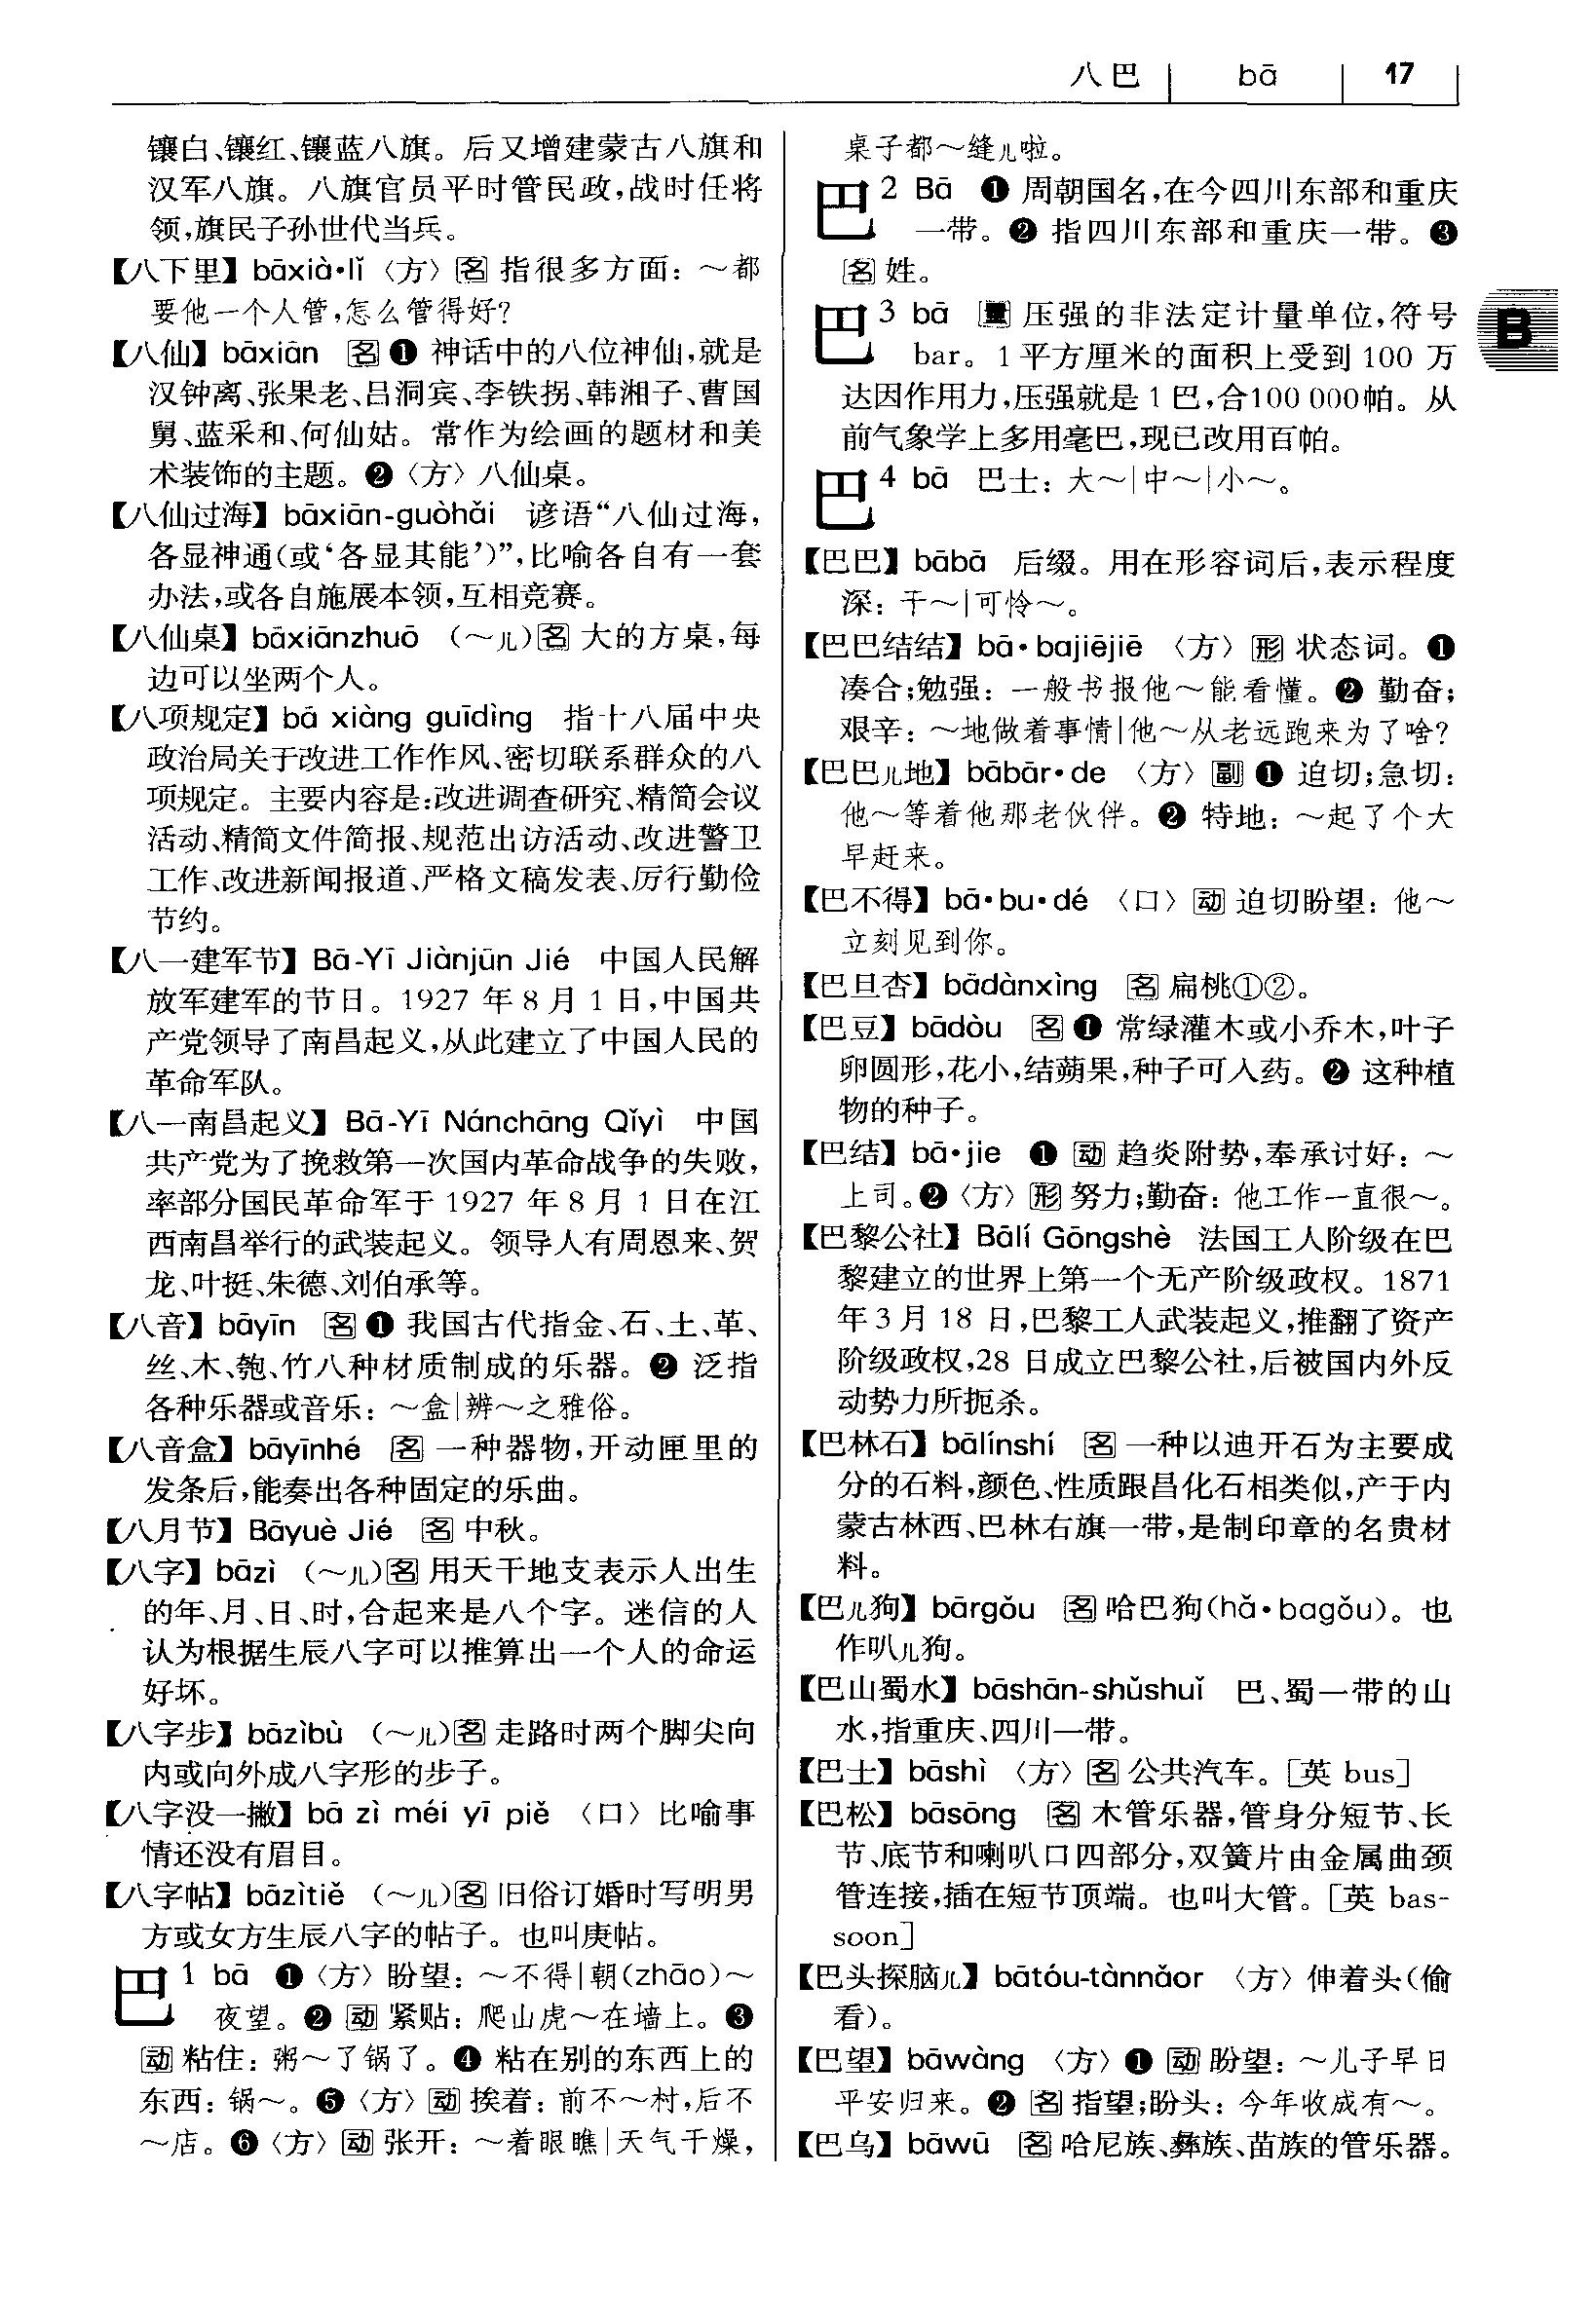 八巴 bā 17
镶白、镶红、镶蓝八旗。后又增建蒙古八旗和
汉军八旗。八旗官员平时管民政,战时任将
领,旗民子孙世代当兵。
【八下里】bāxià•lǐ〈方〉名 指很多方面:～都
要他一个人管,怎么管得好?
【八仙】bāxiān 名❶ 神话中的八位神仙,就是
汉钟离、张果老、吕洞宾、李铁拐、韩湘子、曹国
舅、蓝采和、何仙姑。常作为绘画的题材和美
术装饰的主题。❷〈方〉八仙桌。
【八仙过海】bāxiān-guòhǎi 谚语“八仙过海,
各显神通(或‘各显其能’)”,比喻各自有一套
办法,或各自施展本领,互相竞赛。
【八仙桌】bāxiānzhuō (～儿)名 大的方桌,每
边可以坐两个人。
【八项规定】bā xiàng guīdìng 指十八届中央
政治局关于改进工作作风、密切联系群众的八
项规定。主要内容是:改进调查研究、精简会议
活动、精简文件简报、规范出访活动、改进警卫
工作、改进新闻报道、严格文稿发表、厉行勤俭
节约。
【八一建军节】Bā-Yī Jiànjūn Jié 中国人民解
放军建军的节日。1927 年 8 月 1 日,中国共
产党领导了南昌起义,从此建立了中国人民的
革命军队。
【八一南昌起义】Bā-Yī Nánchāng Qǐyì 中国
共产党为了挽救第一次国内革命战争的失败,
率部分国民革命军于 1927 年 8 月 1 日在江
西南昌举行的武装起义。领导人有周恩来、贺
龙、叶挺、朱德、刘伯承等。
【八音】bāyīn 名❶ 我国古代指金、石、土、革、
丝、木、匏、竹八种材质制成的乐器。❷ 泛指
各种乐器或音乐:～盒|辨～之雅俗。
【八音盒】bāyīnhé 名 一种器物,开动匣里的
发条后,能奏出各种固定的乐曲。
【八月节】Bāyuè Jié 名 中秋。
【八字】bāzì (～儿)名 用天干地支表示人出生
的年、月、日、时,合起来是八个字。迷信的人
认为根据生辰八字可以推算出一个人的命运
好坏。
【八字步】bāzìbù (～儿)名 走路时两个脚尖向
内或向外成八字形的步子。
【八字没一撇】bā zì méi yī piě〈口〉比喻事
情还没有眉目。
【八字帖】bāzìtiě (～儿)名 旧俗订婚时写明男
方或女方生辰八字的帖子。也叫庚帖。
巴1 bā ❶〈方〉盼望:～不得|朝(zhāo)～
夜望。❷ 动 紧贴:爬山虎～在墙上。❸
动 粘住:粥～了锅了。❹ 粘在别的东西上的
东西:锅～。❺〈方〉动 挨着:前不～村,后不
～店。❻〈方〉动 张开:～着眼瞧|天气干燥,
桌子都～缝儿啦。
巴2 Bā ❶ 周朝国名,在今四川东部和重庆
一带。❷ 指四川东部和重庆一带。❸
名 姓。
巴3 bā 量 压强的非法定计量单位,符号
bar。1 平方厘米的面积上受到 100 万
达因作用力,压强就是 1 巴,合100 000帕。从
前气象学上多用毫巴,现已改用百帕。
B
巴4 bā 巴士:大～|中～|小～。
【巴巴】bābā 后缀。用在形容词后,表示程度
深:干～|可怜～。
【巴巴结结】bā•bajiējiē〈方〉形 状态词。❶
凑合;勉强:一般书报他～能看懂。❷ 勤奋;
艰辛:～地做着事情|他～从老远跑来为了啥?
【巴巴儿地】bābār•de〈方〉副❶ 迫切;急切:
他～等着他那老伙伴。❷ 特地:～起了个大
早赶来。
【巴不得】bā•bu•dé〈口〉动 迫切盼望:他～
立刻见到你。
【巴旦杏】bādànxìng 名 扁桃①②。
【巴豆】bādòu 名❶ 常绿灌木或小乔木,叶子
卵圆形,花小,结蒴果,种子可入药。❷ 这种植
物的种子。
【巴结】bā•jie ❶ 动 趋炎附势,奉承讨好:～
上司。❷〈方〉形 努力;勤奋:他工作一直很～。
【巴黎公社】Bālí Gōngshè 法国工人阶级在巴
黎建立的世界上第一个无产阶级政权。1871
年 3 月 18 日,巴黎工人武装起义,推翻了资产
阶级政权,28 日成立巴黎公社,后被国内外反
动势力所扼杀。
【巴林石】bālínshí 名 一种以迪开石为主要成
分的石料,颜色、性质跟昌化石相类似,产于内
蒙古林西、巴林右旗一带,是制印章的名贵材
料。
【巴儿狗】bārgǒu 名 哈巴狗(hǎ•bagǒu)。也
作叭儿狗。
【巴山蜀水】bāshān-shǔshuǐ 巴、蜀一带的山
水,指重庆、四川一带。
【巴士】bāshì〈方〉名 公共汽车。[英 bus]
【巴松】bāsōng 名 木管乐器,管身分短节、长
节、底节和喇叭口四部分,双簧片由金属曲颈
管连接,插在短节顶端。也叫大管。[英 bas-
soon]
【巴头探脑儿】bātóu-tànnǎor〈方〉伸着头(偷
看)。
【巴望】bāwàng〈方〉❶ 动 盼望:～儿子早日
平安归来。❷ 名 指望;盼头:今年收成有～。
【巴乌】bāwū 名 哈尼族、彝族、苗族的管乐器。